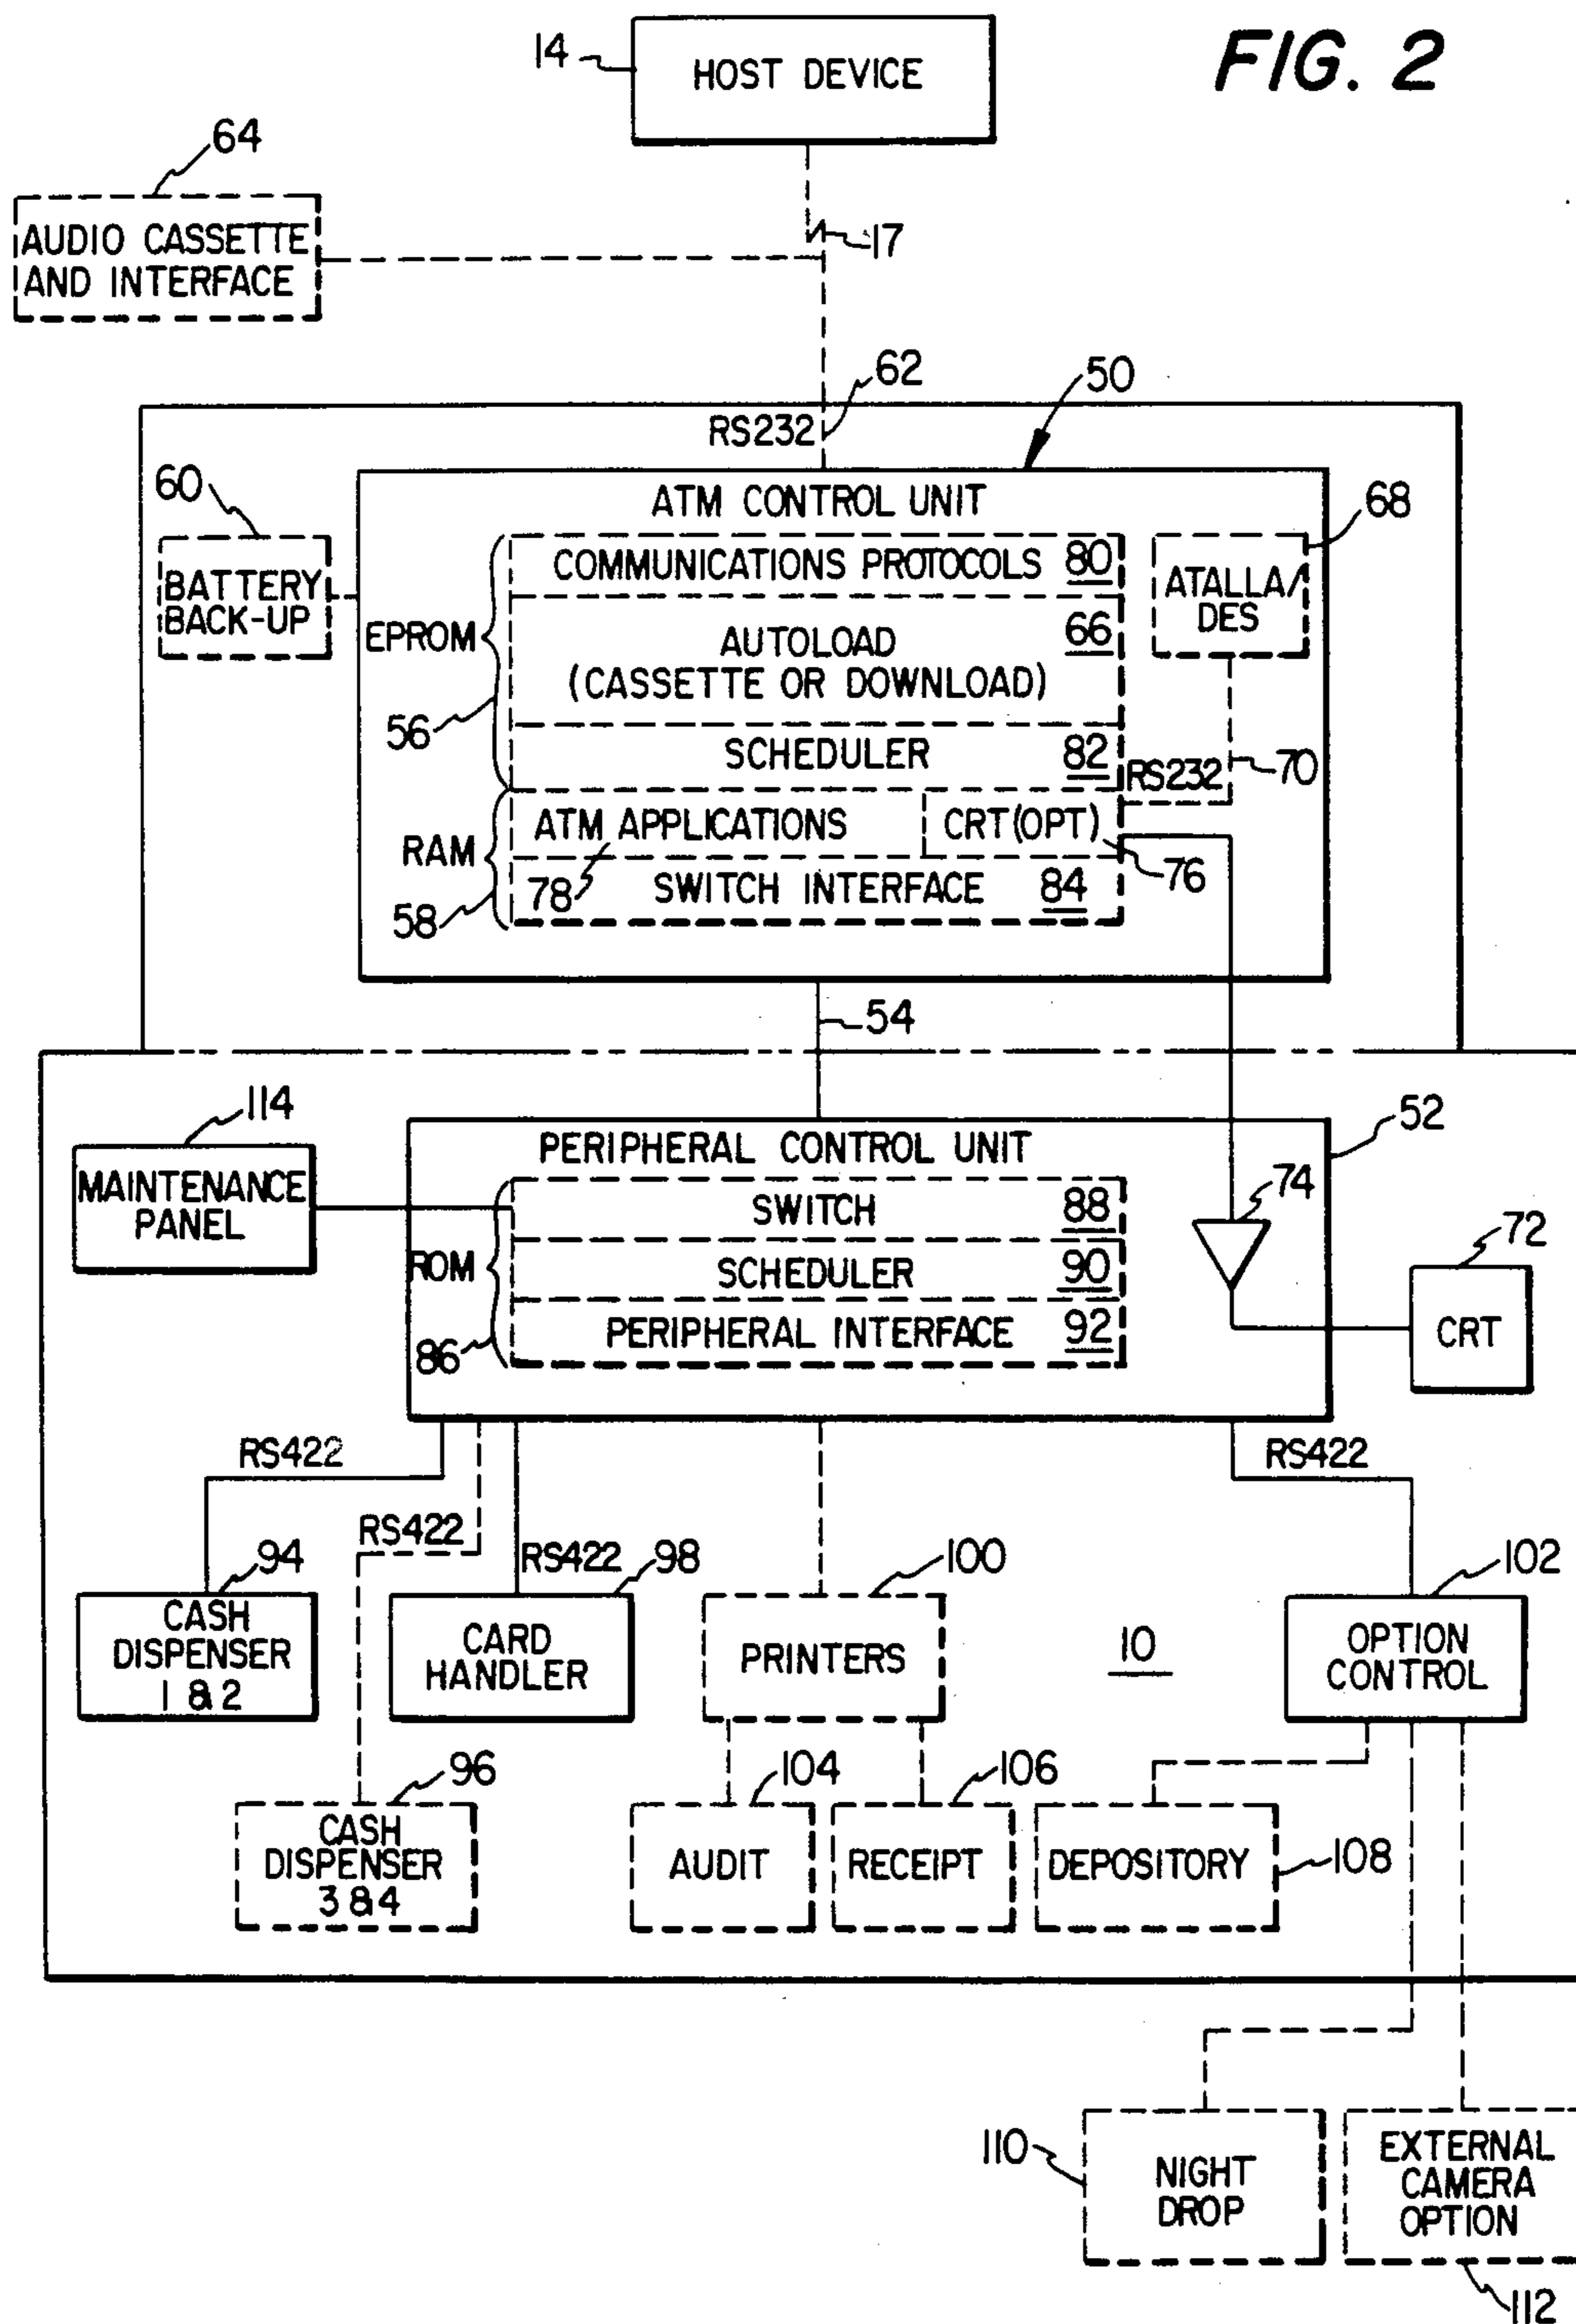 FIG. 2
14
HOST DEVICE
64
AUDIO CASSETTE
AND INTERFACE
17
62
50
RS232
60
BATTERY
BACK-UP
ATM CONTROL UNIT
68
ATALLA/
DES
EPROM
56
COMMUNICATIONS PROTOCOLS 80
AUTOLOAD 66
(CASSETTE OR DOWNLOAD)
SCHEDULER 82
RS232
70
RAM
58
ATM APPLICATIONS
78
CRT (OPT)
76
SWITCH INTERFACE 84
54
114
MAINTENANCE
PANEL
PERIPHERAL CONTROL UNIT
52
ROM
86
SWITCH 88
SCHEDULER 90
PERIPHERAL INTERFACE 92
74
72
CRT
RS422
RS422
RS422
RS422
94
CASH
DISPENSER
1 & 2
98
CARD
HANDLER
100
PRINTERS
10
102
OPTION
CONTROL
96
CASH
DISPENSER
3 & 4
104
AUDIT
106
RECEIPT
DEPOSITORY
108
110
NIGHT
DROP
EXTERNAL
CAMERA
OPTION
112